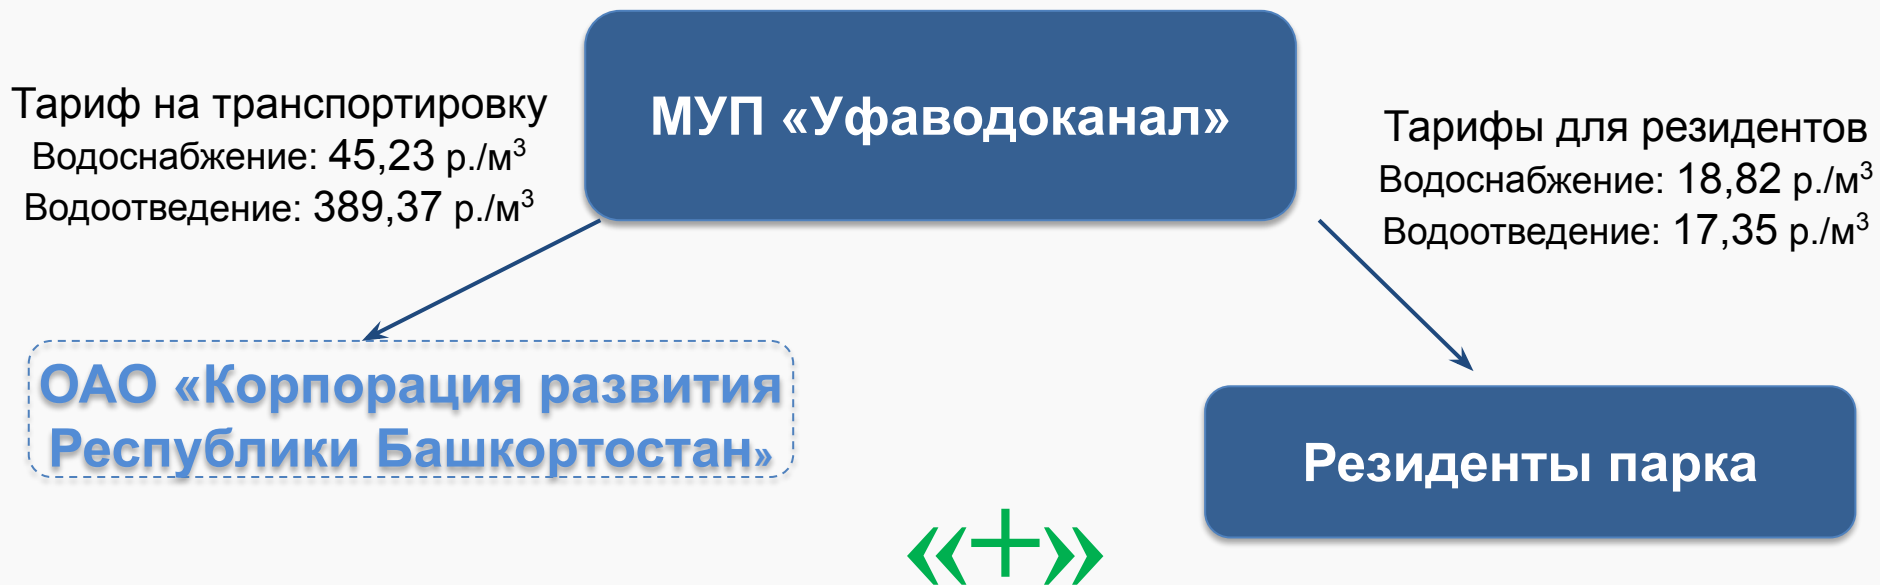 МУП «Уфаводоканал»
Тариф на транспортировку
Водоснабжение: 45,23 р./м³
Водоотведение: 389,37 р./м³
Тарифы для резидентов
Водоснабжение: 18,82 р./м³
Водоотведение: 17,35 р./м³
ОАО «Корпорация развития
Республики Башкортостан»
Резиденты парка
«+»